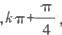 , kπ + π/4 ,